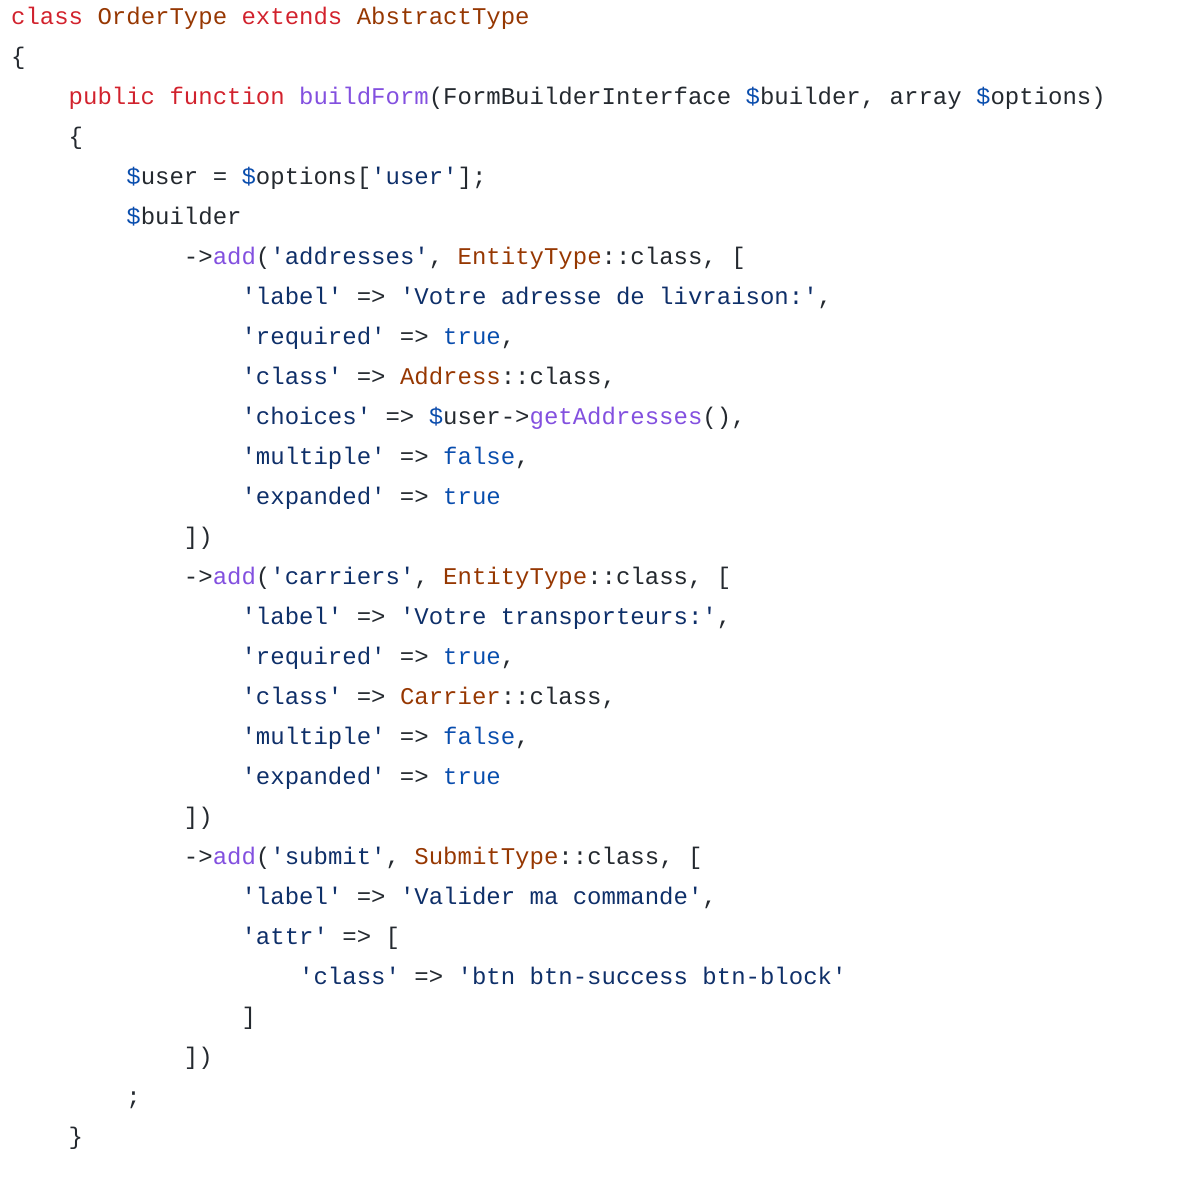 class OrderType extends AbstractType
{
    public function buildForm(FormBuilderInterface $builder, array $options)
    {
        $user = $options['user'];
        $builder
            ->add('addresses', EntityType::class, [
                'label' => 'Votre adresse de livraison:',
                'required' => true,
                'class' => Address::class,
                'choices' => $user->getAddresses(),
                'multiple' => false,
                'expanded' => true
            ])
            ->add('carriers', EntityType::class, [
                'label' => 'Votre transporteurs:',
                'required' => true,
                'class' => Carrier::class,
                'multiple' => false,
                'expanded' => true
            ])
            ->add('submit', SubmitType::class, [
                'label' => 'Valider ma commande',
                'attr' => [
                    'class' => 'btn btn-success btn-block'
                ]
            ])
        ;
    }